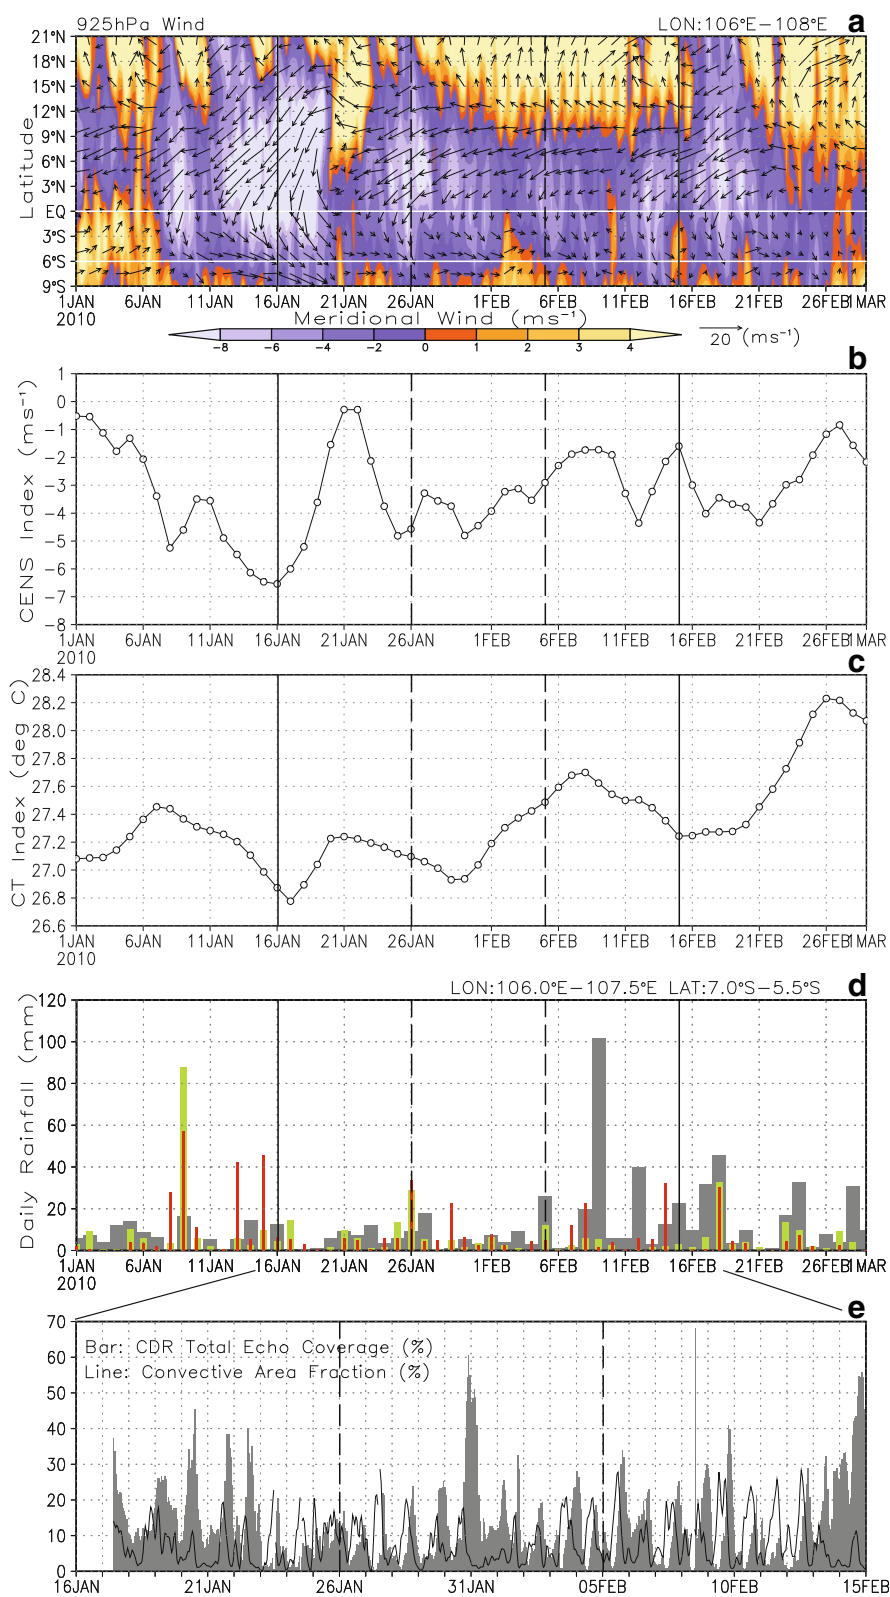 925hPa Wind LON:106°E−108°E a
21°N
18°N
15°N
12°N
9°N
6°N
3°N
EQ
3°S
6°S
9°S
Latitude
1JAN 6JAN 11JAN 16JAN 21JAN 26JAN 1FEB 6FEB 11FEB 16FEB 21FEB 26FEB 1MAR
2010
Meridional Wind (ms⁻¹)
−8 −6 −4 −2 0 1 2 3 4
20 (ms⁻¹)
b
1
0
−1
−2
−3
−4
−5
−6
−7
−8
CENS Index (ms⁻¹)
1JAN 6JAN 11JAN 16JAN 21JAN 26JAN 1FEB 6FEB 11FEB 16FEB 21FEB 26FEB 1MAR
2010
c
28.4
28.2
28.0
27.8
27.6
27.4
27.2
27.0
26.8
26.6
CT Index (deg C)
1JAN 6JAN 11JAN 16JAN 21JAN 26JAN 1FEB 6FEB 11FEB 16FEB 21FEB 26FEB 1MAR
2010
LON:106.0°E−107.5°E LAT:7.0°S−5.5°S d
120
100
80
60
40
20
0
Daily Rainfall (mm)
1JAN 6JAN 11JAN 16JAN 21JAN 26JAN 1FEB 6FEB 11FEB 16FEB 21FEB 26FEB 1MAR
2010
e
70
60
50
40
30
20
10
0
Bar: CDR Total Echo Coverage (%)
Line: Convective Area Fraction (%)
16JAN 21JAN 26JAN 31JAN 05FEB 10FEB 15FEB